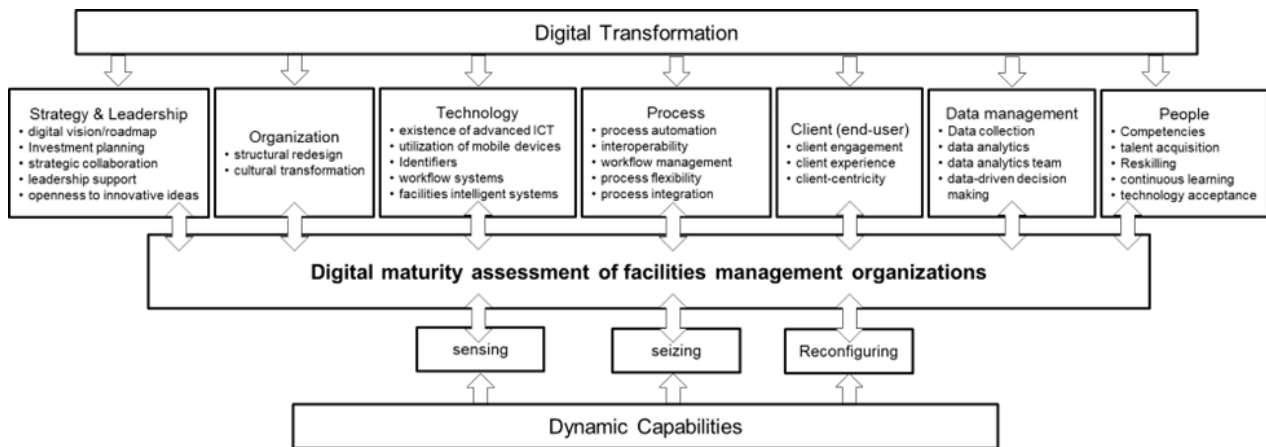 Digital Transformation
Strategy & Leadership
• digital vision/roadmap
• Investment planning
• strategic collaboration
• leadership support
• openness to innovative ideas
Organization
• structural redesign
• cultural transformation
Technology
• existence of advanced ICT
• utilization of mobile devices
• Identifiers
• workflow systems
• facilities intelligent systems
Process
• process automation
• interoperability
• workflow management
• process flexibility
• process integration
Client (end-user)
• client engagement
• client experience
• client-centricity
Data management
• Data collection
• data analytics
• data analytics team
• data-driven decision
making
People
• Competencies
• talent acquisition
• Reskilling
• continuous learning
• technology acceptance
Digital maturity assessment of facilities management organizations
sensing
seizing
Reconfiguring
Dynamic Capabilities